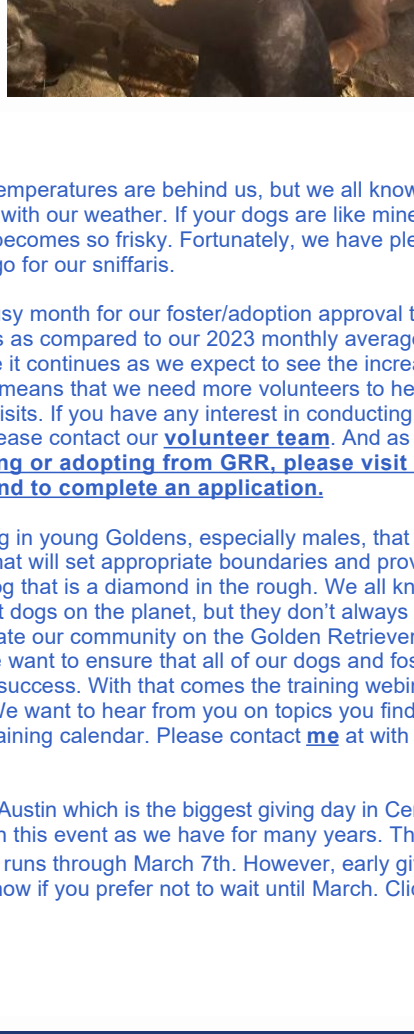 emperatures are behind us, but we all know
with our weather. If your dogs are like mine
becomes so frisky. Fortunately, we have ple
go for our sniffaris.
sy month for our foster/adoption approval t
s as compared to our 2023 monthly average
e it continues as we expect to see the increa
means that we need more volunteers to he
isits. If you have any interest in conducting
ease contact our volunteer team. And as
ng or adopting from GRR, please visit
nd to complete an application.
g in young Goldens, especially males, that
hat will set appropriate boundaries and prov
og that is a diamond in the rough. We all kn
t dogs on the planet, but they don’t always
ate our community on the Golden Retriever
e want to ensure that all of our dogs and fos
success. With that comes the training webin
We want to hear from you on topics you find
aining calendar. Please contact me at with
Austin which is the biggest giving day in Ce
n this event as we have for many years. Th
runs through March 7th. However, early gi
now if you prefer not to wait until March. Clic